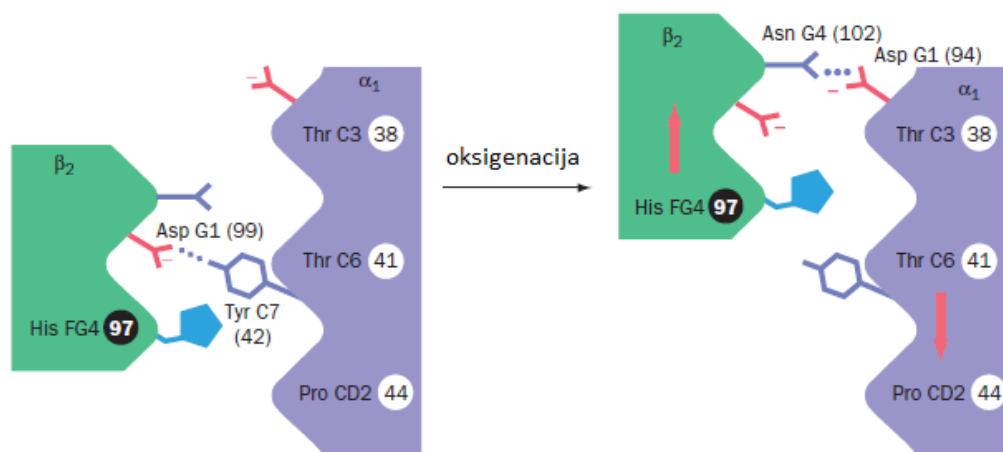 β2
α1
Thr C3 38
Asp G1 (99)
Thr C6 41
His FG4 97
Tyr C7
(42)
Pro CD2 44
oksigenacija
β2
Asn G4 (102)
Asp G1 (94)
α1
Thr C3 38
His FG4 97
Thr C6 41
Pro CD2 44